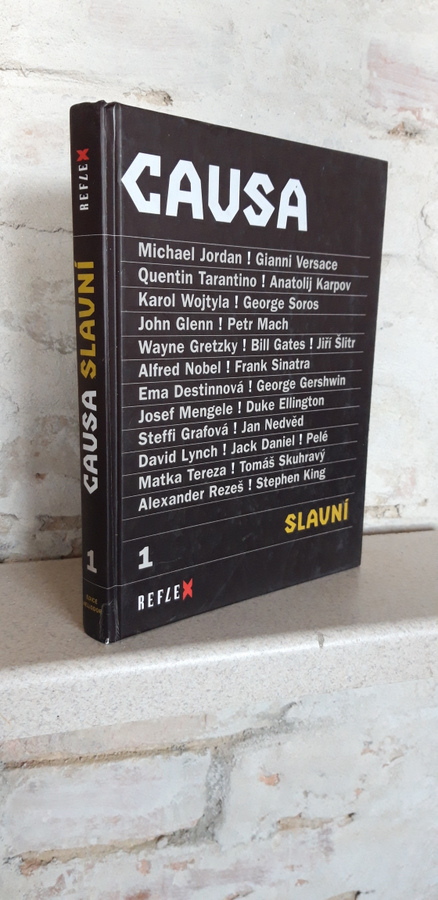 REFLEX
CAUSA SLAVNÍ
1
CAUSA
Michael Jordan ! Gianni Versace
Quentin Tarantino ! Anatolij Karpov
Karol Wojtyla ! George Soros
John Glenn ! Petr Mach
Wayne Gretzky ! Bill Gates ! Jiří Šlitr
Alfred Nobel ! Frank Sinatra
Ema Destinnová ! George Gershwin
Josef Mengele ! Duke Ellington
Steffi Grafová ! Jan Nedvěd
David Lynch ! Jack Daniel ! Pelé
Matka Tereza ! Tomáš Skuhravý
Alexander Rezeš ! Stephen King
SLAVNÍ
1
REFLEX